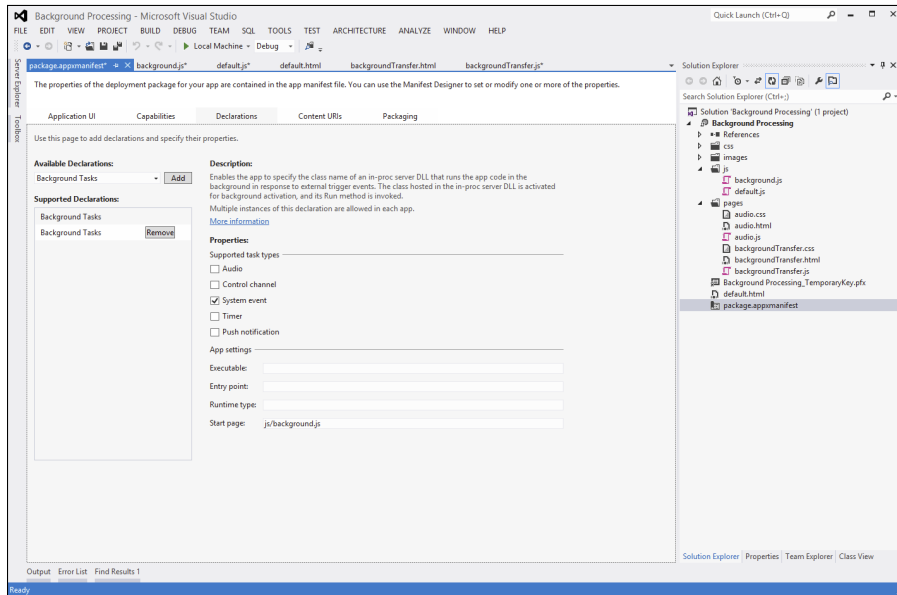 Background Processing - Microsoft Visual Studio
Quick Launch (Ctrl+Q)
FILE EDIT VIEW PROJECT BUILD DEBUG TEAM SQL TOOLS TEST ARCHITECTURE ANALYZE WINDOW HELP
Local Machine Debug
Server Explorer
Toolbox
package.appxmanifest* background.js* default.js* default.html backgroundTransfer.html backgroundTransfer.js*
The properties of the deployment package for your app are contained in the app manifest file. You can use the Manifest Designer to set or modify one or more of the properties.
Application UI Capabilities Declarations Content URIs Packaging
Use this page to add declarations and specify their properties.
Available Declarations:
Background Tasks Add
Supported Declarations:
Background Tasks
Background Tasks Remove
Description:
Enables the app to specify the class name of an in-proc server DLL that runs the app code in the
background in response to external trigger events. The class hosted in the in-proc server DLL is activated
for background activation, and its Run method is invoked.
Multiple instances of this declaration are allowed in each app.
More information
Properties:
Supported task types
Audio
Control channel
System event
Timer
Push notification
App settings
Executable:
Entry point:
Runtime type:
Start page: js/background.js
Solution Explorer
Search Solution Explorer (Ctrl+;)
Solution 'Background Processing' (1 project)
Background Processing
References
css
images
js
background.js
default.js
pages
audio.css
audio.html
audio.js
backgroundTransfer.css
backgroundTransfer.html
backgroundTransfer.js
Background Processing_TemporaryKey.pfx
default.html
package.appxmanifest
Solution Explorer Properties Team Explorer Class View
Output Error List Find Results 1
Ready